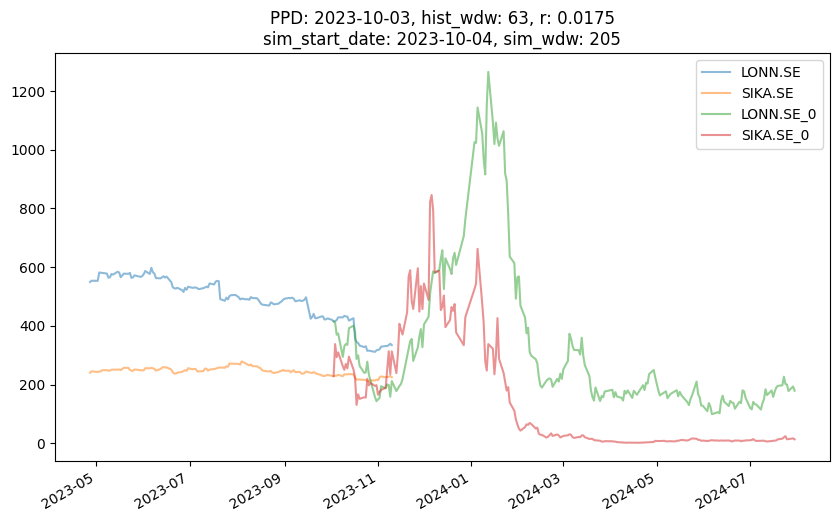 PPD: 2023-10-03, hist_wdw: 63, r: 0.0175
sim_start_date: 2023-10-04, sim_wdw: 205
LONN.SE
SIKA.SE
LONN.SE_0
SIKA.SE_0
1200
1000
800
600
400
200
0
2023-05
2023-07
2023-09
2023-11
2024-01
2024-03
2024-05
2024-07